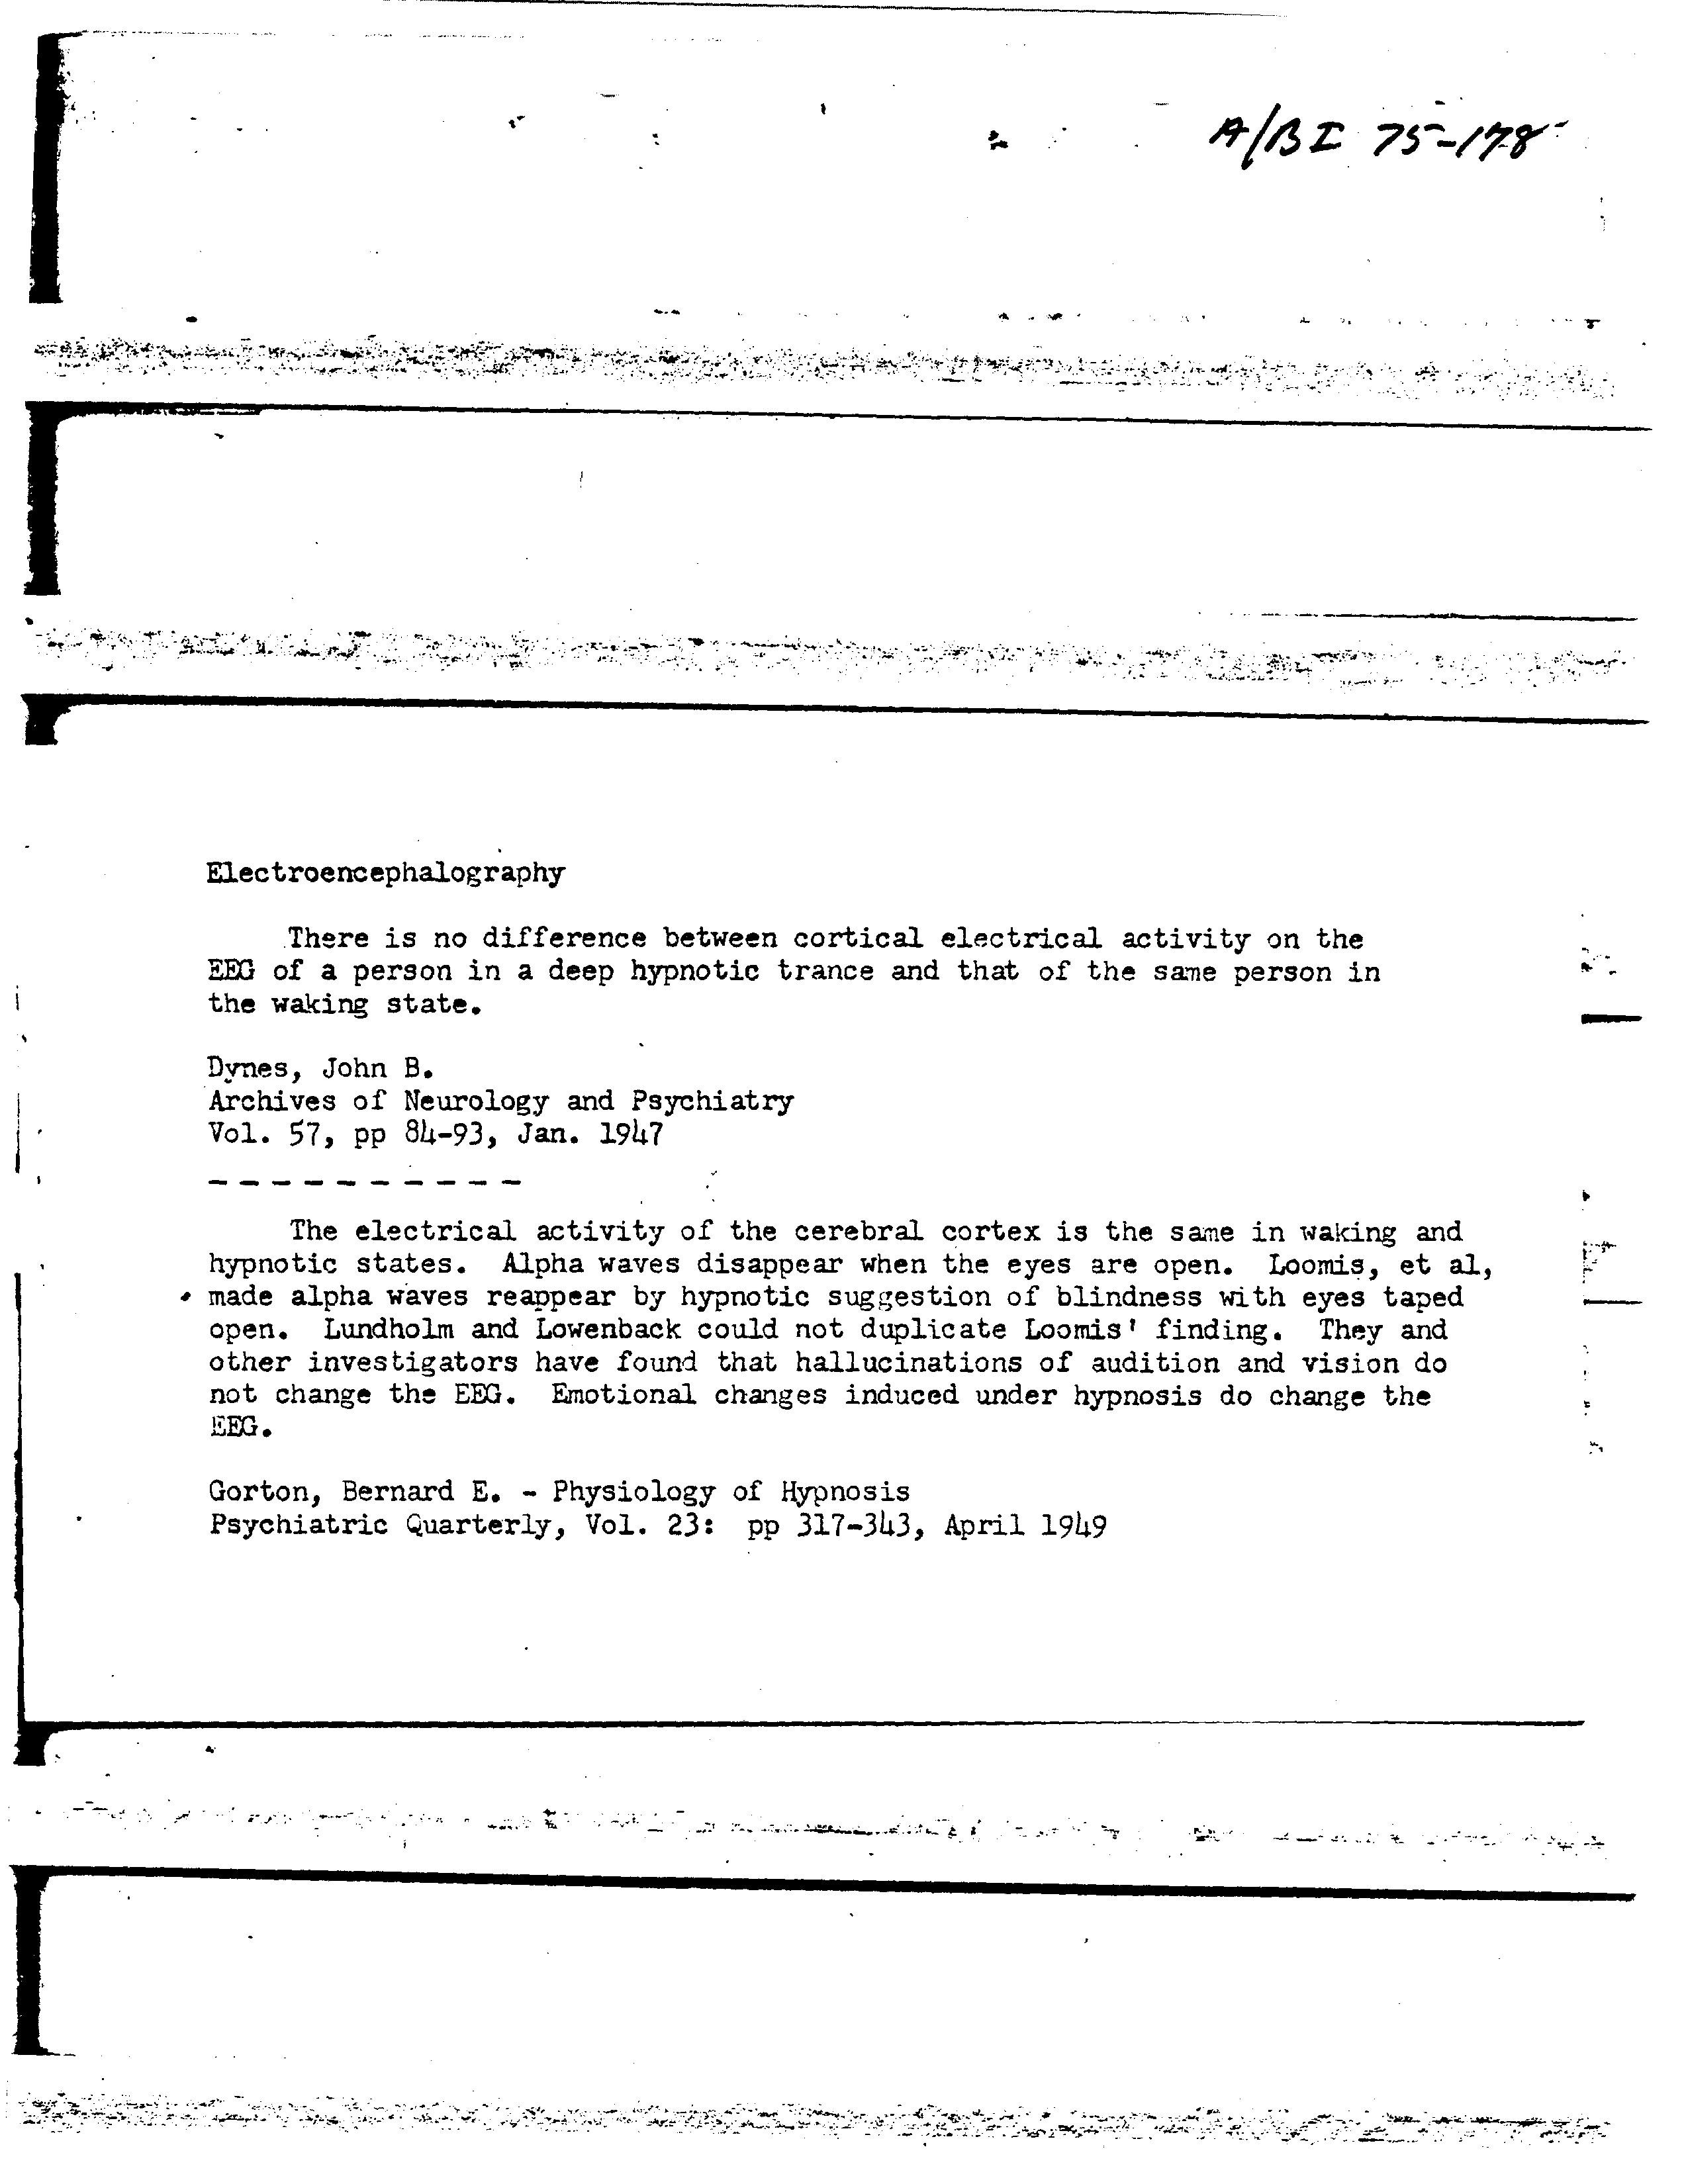 A/BI 75-178
Electroencephalography
There is no difference between cortical electrical activity on the
EEG of a person in a deep hypnotic trance and that of the same person in
the waking state.
Dynes, John B.
Archives of Neurology and Psychiatry
Vol. 57, pp 84-93, Jan. 1947
- - - - - - - - - -
The electrical activity of the cerebral cortex is the same in waking and
hypnotic states. Alpha waves disappear when the eyes are open. Loomis, et al,
made alpha waves reappear by hypnotic suggestion of blindness with eyes taped
open. Lundholm and Lowenback could not duplicate Loomis' finding. They and
other investigators have found that hallucinations of audition and vision do
not change the EEG. Emotional changes induced under hypnosis do change the
EEG.
Gorton, Bernard E. - Physiology of Hypnosis
Psychiatric Quarterly, Vol. 23: pp 317-343, April 1949